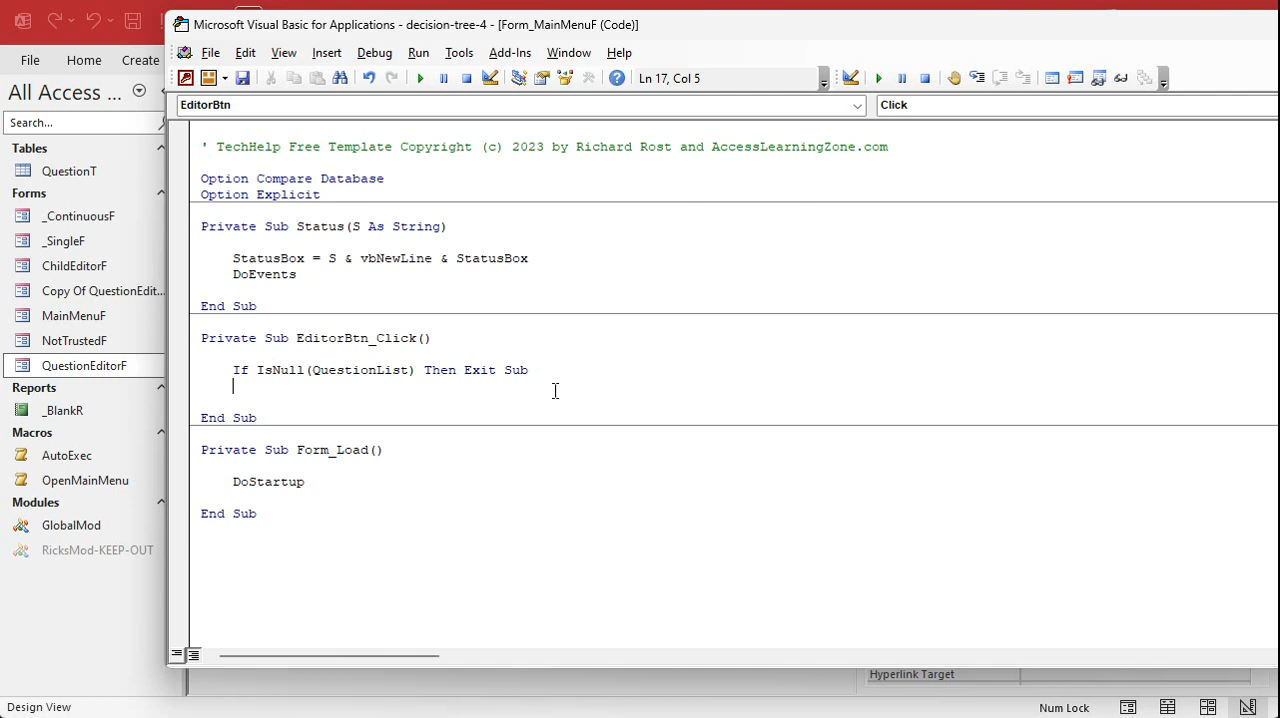 Microsoft Visual Basic for Applications - decision-tree-4 - [Form_MainMenuF (Code)]
File Edit View Insert Debug Run Tools Add-Ins Window Help
File Home Create
Ln 17, Col 5
All Access ...
EditorBtn
Click
Search...
Tables
QuestionT
Forms
_ContinuousF
_SingleF
ChildEditorF
Copy Of QuestionEdit...
MainMenuF
NotTrustedF
QuestionEditorF
Reports
_BlankR
Macros
AutoExec
OpenMainMenu
Modules
GlobalMod
RicksMod-KEEP-OUT
' TechHelp Free Template Copyright (c) 2023 by Richard Rost and AccessLearningZone.com
Option Compare Database
Option Explicit
Private Sub Status(S As String)
StatusBox = S & vbNewLine & StatusBox
DoEvents
End Sub
Private Sub EditorBtn_Click()
If IsNull(QuestionList) Then Exit Sub
End Sub
Private Sub Form_Load()
DoStartup
End Sub
Hyperlink Target
Design View
Num Lock